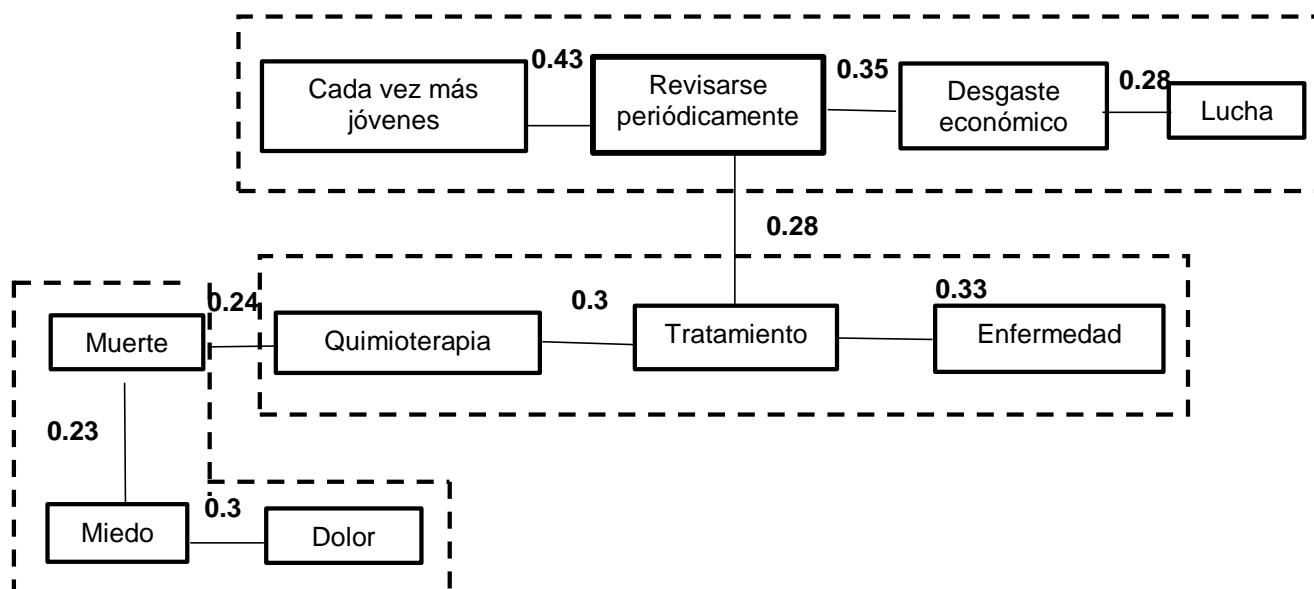 0.43
0.35
0.28
Cada vez más
jóvenes
Revisarse
periódicamente
Desgaste
económico
Lucha
0.28
0.24
0.3
0.33
Muerte
Quimioterapia
Tratamiento
Enfermedad
0.23
0.3
Miedo
Dolor